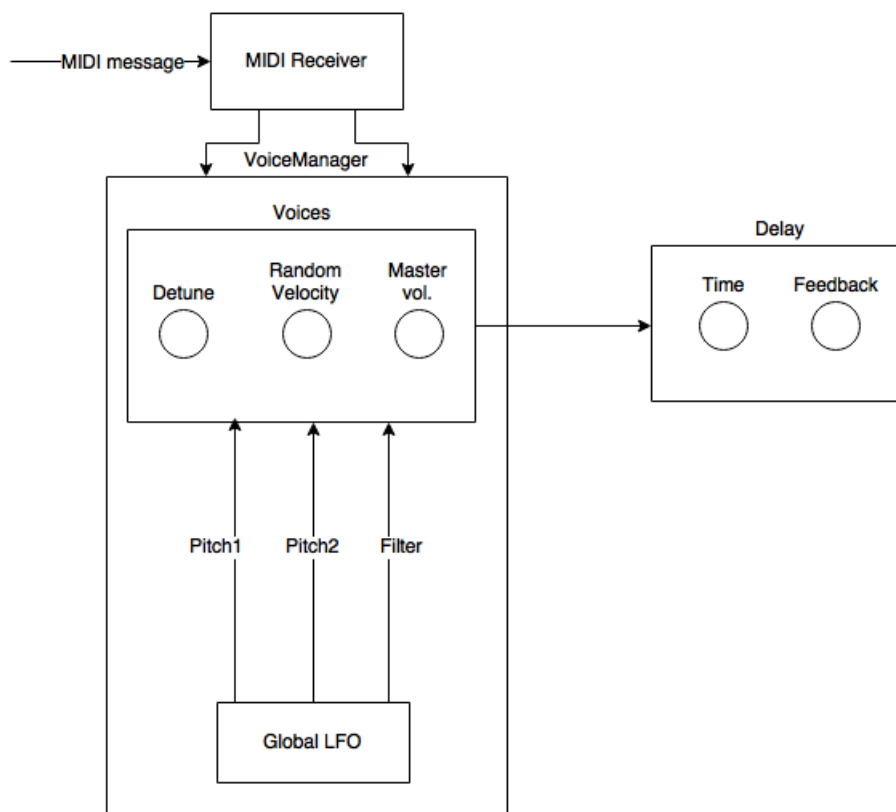 MIDI message
MIDI Receiver
VoiceManager
Voices
Detune
Random
Velocity
Master
vol.
Delay
Time
Feedback
Pitch1
Pitch2
Filter
Global LFO